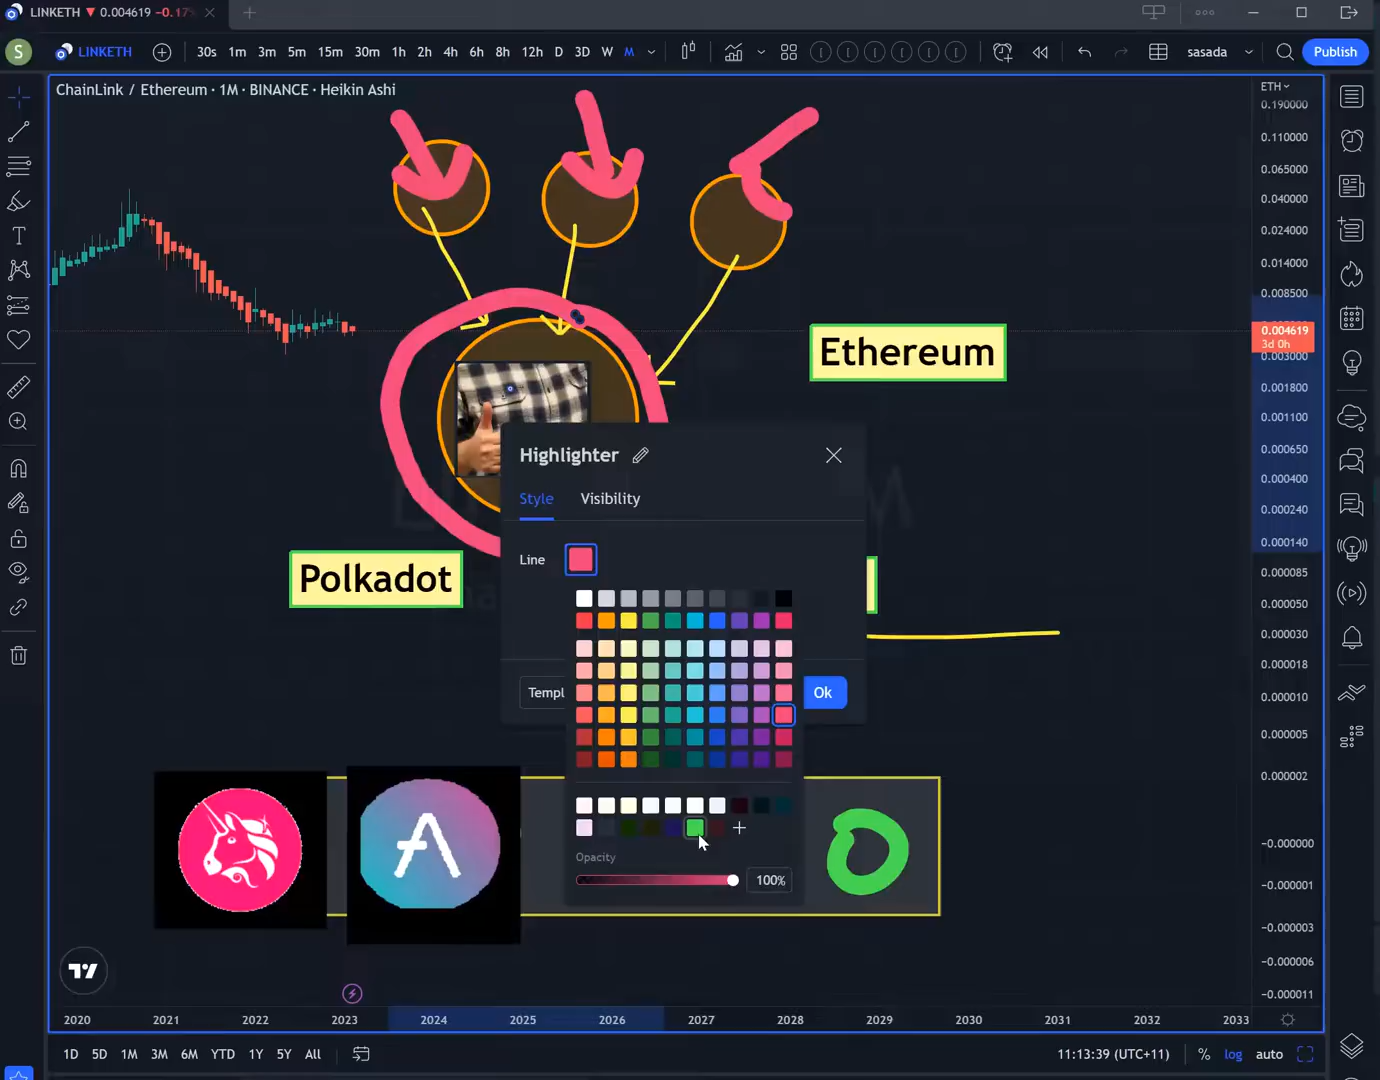 LINKETH ▼ 0.004619 -0.17%
S LINKETH 30s 1m 3m 5m 15m 30m 1h 2h 4h 6h 8h 12h D 3D W M sasada Publish
ChainLink / Ethereum · 1M · BINANCE · Heikin Ashi
ETH
0.190000
0.110000
0.065000
0.040000
0.024000
0.014000
0.008500
0.004619
3d 0h
0.003000
0.001800
0.001100
0.000650
0.000400
0.000240
0.000140
0.000085
0.000050
0.000030
0.000018
0.000010
0.000005
0.000002
−0.000000
−0.000001
−0.000003
−0.000006
−0.000011
Ethereum
Polkadot
Highlighter
Style Visibility
Line
Templ
Ok
Opacity
100%
2020 2021 2022 2023 2024 2025 2026 2027 2028 2029 2030 2031 2032 2033
1D 5D 1M 3M 6M YTD 1Y 5Y All 11:13:39 (UTC+11) % log auto